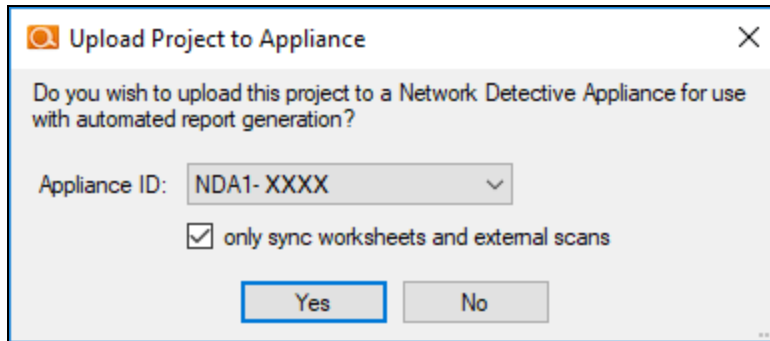 Upload Project to Appliance
Do you wish to upload this project to a Network Detective Appliance for use
with automated report generation?
Appliance ID: NDA1- XXXX
only sync worksheets and external scans
Yes No